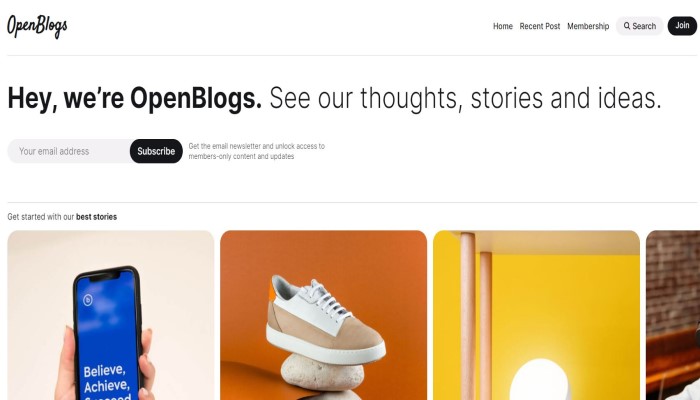 OpenBlogs
Home Recent Post Membership Search Join
Hey, we're OpenBlogs. See our thoughts, stories and ideas.
Your email address Subscribe
Get the email newsletter and unlock access to
members-only content and updates
Get started with our best stories
Believe,
Achieve,
Succeed